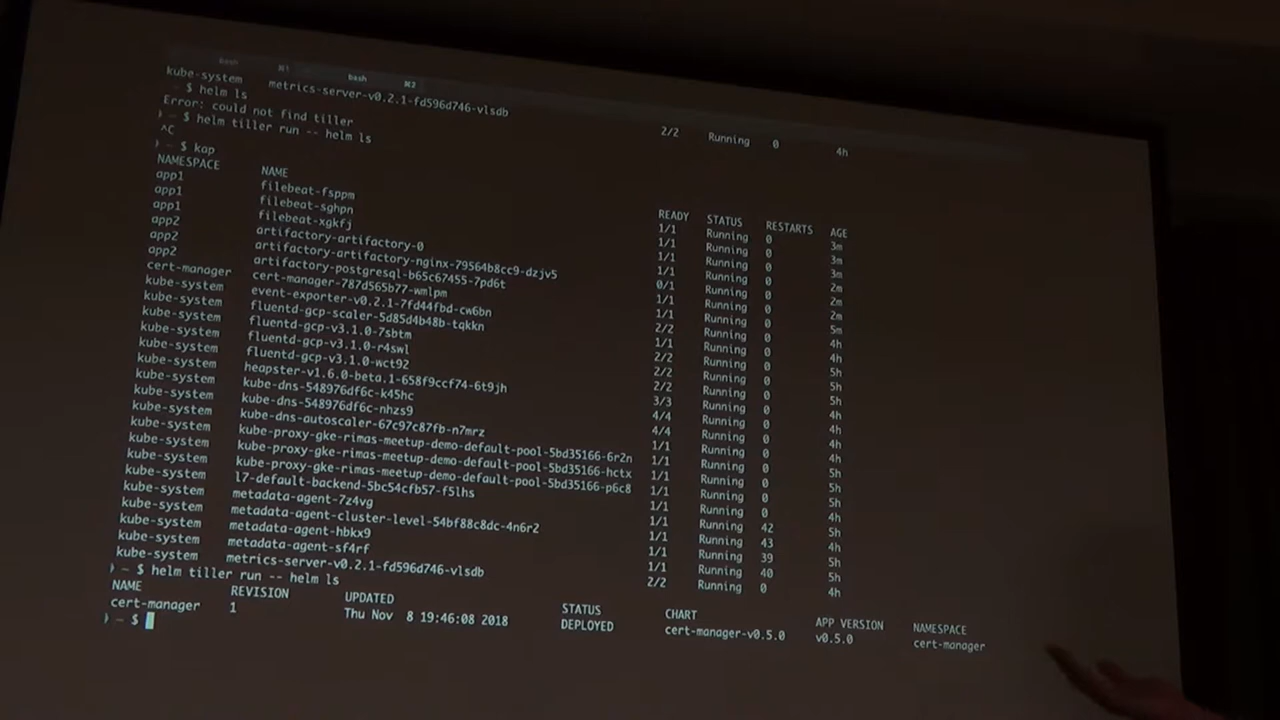 bash ⌘1 bash ⌘2
kube-system metrics-server-v0.2.1-fd596d746-vlsdb 2/2 Running 0 4h
$ helm ls
Error: could not find tiller
) ~ $ helm tiller run -- helm ls
^C
) ~ $ kap
NAMESPACE NAME READY STATUS RESTARTS AGE
app1 filebeat-fsppm 1/1 Running 0 3m
app1 filebeat-sghpn 1/1 Running 0 3m
app1 filebeat-xgkfj 1/1 Running 0 3m
app2 artifactory-artifactory-0 1/1 Running 0 2m
app2 artifactory-artifactory-nginx-79564b8cc9-dzjv5 0/1 Running 0 2m
app2 artifactory-postgresql-b65c67455-7pd6t 1/1 Running 0 2m
cert-manager cert-manager-787d565b77-wmlpm 1/1 Running 0 5m
kube-system event-exporter-v0.2.1-7fd44fbd-cw6bn 2/2 Running 0 4h
kube-system fluentd-gcp-scaler-5d85d4b48b-tqkkn 1/1 Running 0 4h
kube-system fluentd-gcp-v3.1.0-7sbtm 2/2 Running 0 5h
kube-system fluentd-gcp-v3.1.0-r4swl 2/2 Running 0 5h
kube-system fluentd-gcp-v3.1.0-wct92 2/2 Running 0 5h
kube-system heapster-v1.6.0-beta.1-658f9ccf74-6t9jh 3/3 Running 0 4h
kube-system kube-dns-548976df6c-k45hc 4/4 Running 0 4h
kube-system kube-dns-548976df6c-nhzs9 4/4 Running 0 4h
kube-system kube-dns-autoscaler-67c97c87fb-n7mrz 1/1 Running 0 4h
kube-system kube-proxy-gke-rimas-meetup-demo-default-pool-5bd35166-6r2n 1/1 Running 0 5h
kube-system kube-proxy-gke-rimas-meetup-demo-default-pool-5bd35166-hctx 1/1 Running 0 5h
kube-system kube-proxy-gke-rimas-meetup-demo-default-pool-5bd35166-p6c8 1/1 Running 0 5h
kube-system l7-default-backend-5bc54cfb57-f5lhs 1/1 Running 0 4h
kube-system metadata-agent-7z4vg 1/1 Running 42 5h
kube-system metadata-agent-cluster-level-54bf88c8dc-4n6r2 1/1 Running 43 4h
kube-system metadata-agent-hbkx9 1/1 Running 39 5h
kube-system metadata-agent-sf4rf 1/1 Running 40 5h
kube-system metrics-server-v0.2.1-fd596d746-vlsdb 2/2 Running 0 4h
) ~ $ helm tiller run -- helm ls
NAME REVISION UPDATED STATUS CHART APP VERSION NAMESPACE
cert-manager 1 Thu Nov 8 19:46:08 2018 DEPLOYED cert-manager-v0.5.0 v0.5.0 cert-manager
) ~ $